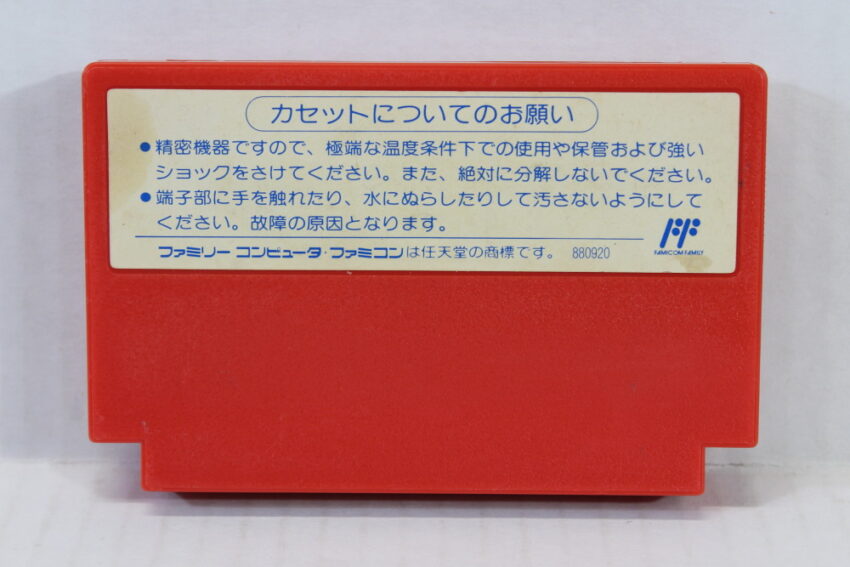 カセットについてのお願い
●精密機器ですので、極端な温度条件下での使用や保管および強い
ショックをさけてください。また、絶対に分解しないでください。
●端子部に手を触れたり、水にぬらしたりして汚さないようにして
ください。故障の原因となります。
FF
FAMICOM FAMILY
ファミリー コンピュータ・ファミコンは任天堂の商標です。 880920